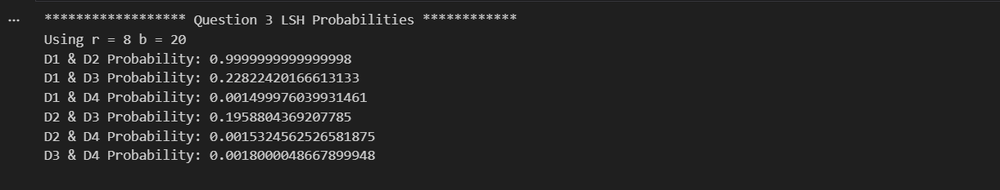 ... ****************** Question 3 LSH Probabilities ************
Using r = 8 b = 20
D1 & D2 Probability: 0.9999999999999998
D1 & D3 Probability: 0.22822420166613133
D1 & D4 Probability: 0.001499976039931461
D2 & D3 Probability: 0.1958804369207785
D2 & D4 Probability: 0.0015324562526581875
D3 & D4 Probability: 0.0018000048667899948